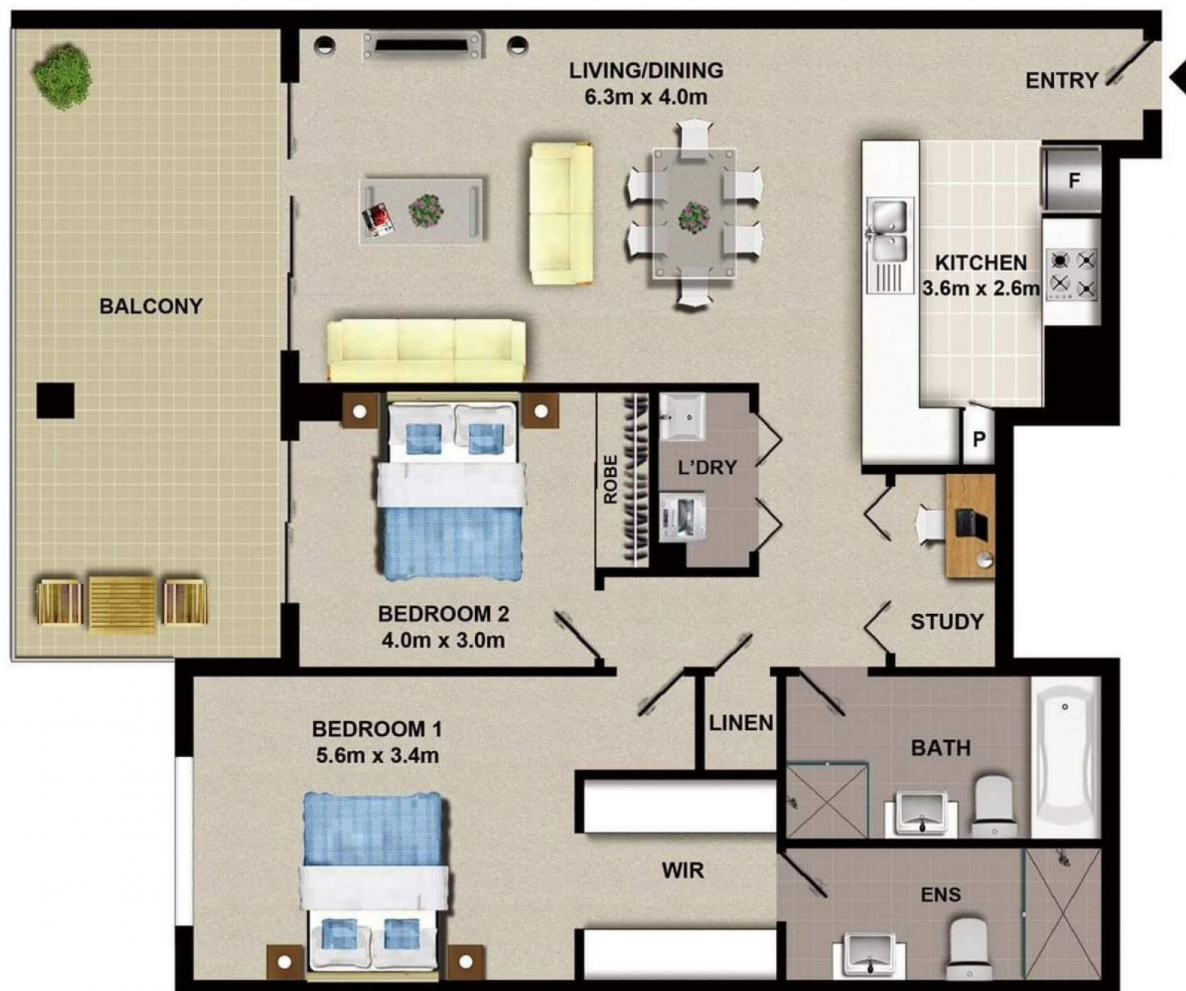 LIVING/DINING
6.3m x 4.0m
ENTRY
F
KITCHEN
3.6m x 2.6m
BALCONY
P
ROBE
L'DRY
BEDROOM 2
4.0m x 3.0m
STUDY
BEDROOM 1
5.6m x 3.4m
LINEN
BATH
WIR
ENS